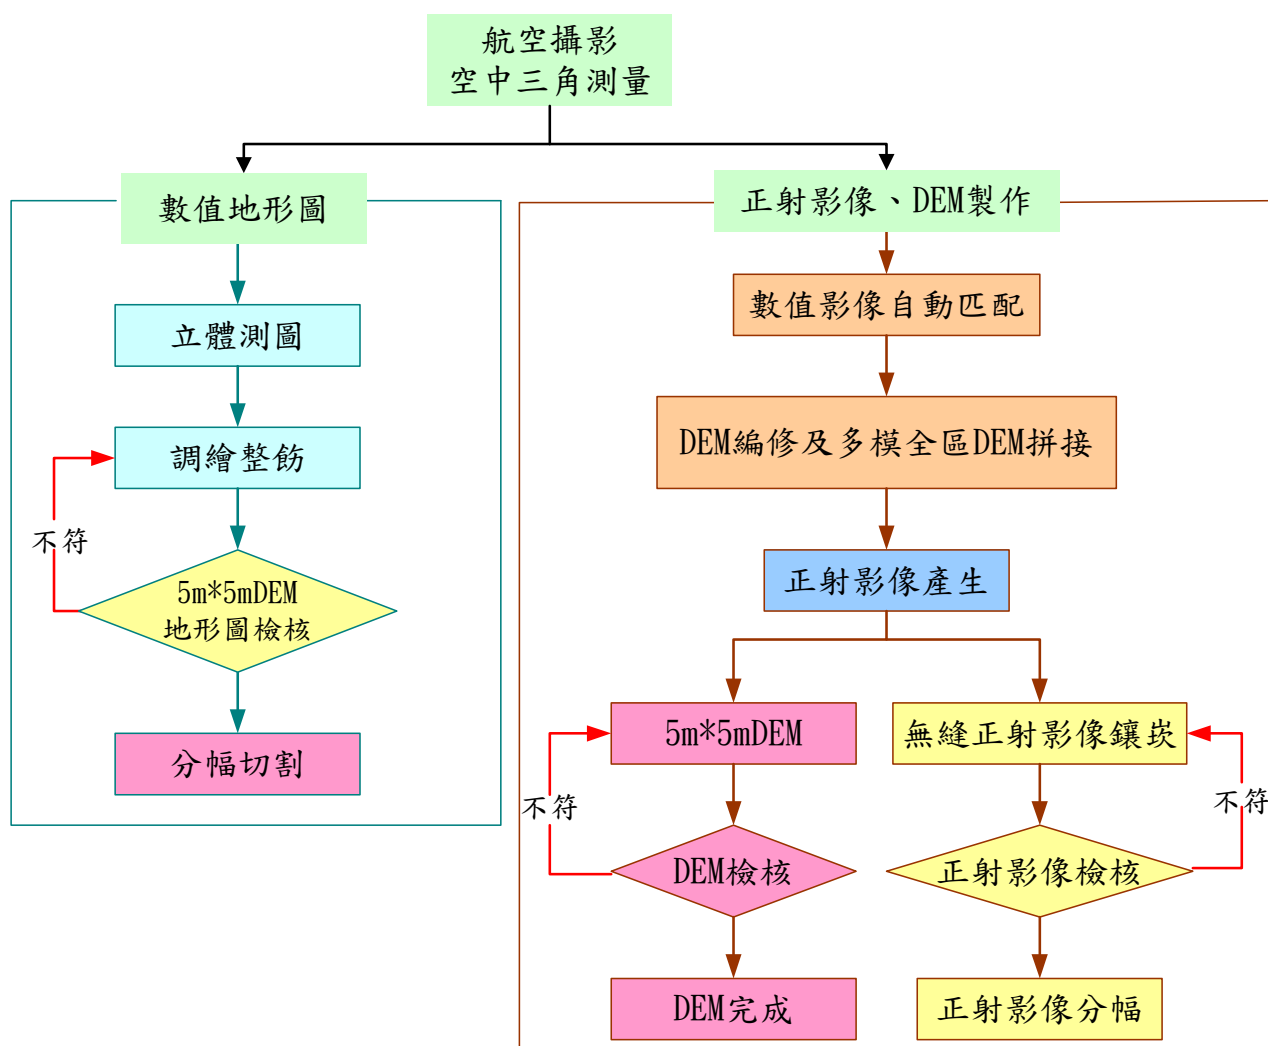 航空攝影
空中三角測量
數值地形圖
立體測圖
調繪整飭
不符
5m*5mDEM
地形圖檢核
分幅切割
正射影像、DEM製作
數值影像自動匹配
DEM編修及多模全區DEM拼接
正射影像產生
5m*5mDEM
無縫正射影像鑲崁
不符
不符
DEM檢核
正射影像檢核
DEM完成
正射影像分幅